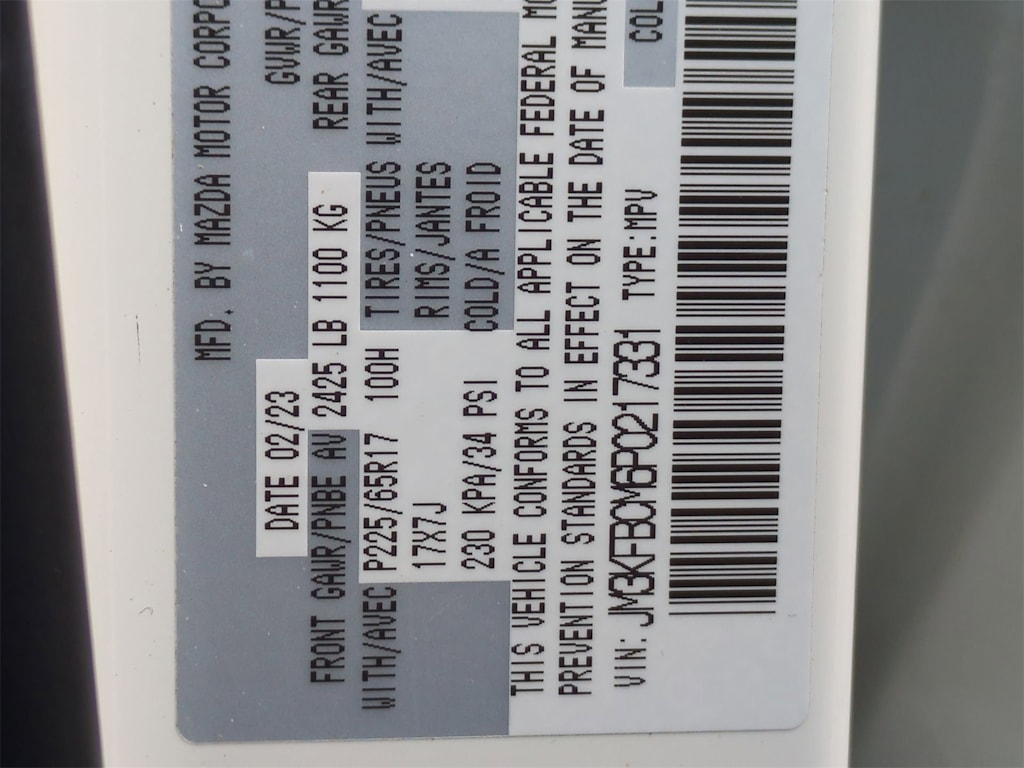 MFD. BY MAZDA MOTOR CORPO
DATE 02/23 GVWR/P
FRONT GAWR/PNBE AV 2425 LB 1100 KG REAR GAWR
WITH/AVEC P225/65R17 100H TIRES/PNEUS WITH/AVEC
17X7J RIMS/JANTES
230 KPA/34 PSI COLD/A FROID
THIS VEHICLE CONFORMS TO ALL APPLICABLE FEDERAL MO
PREVENTION STANDARDS IN EFFECT ON THE DATE OF MANU
VIN: JM3KFBCM6P0217331 TYPE:MPV COL